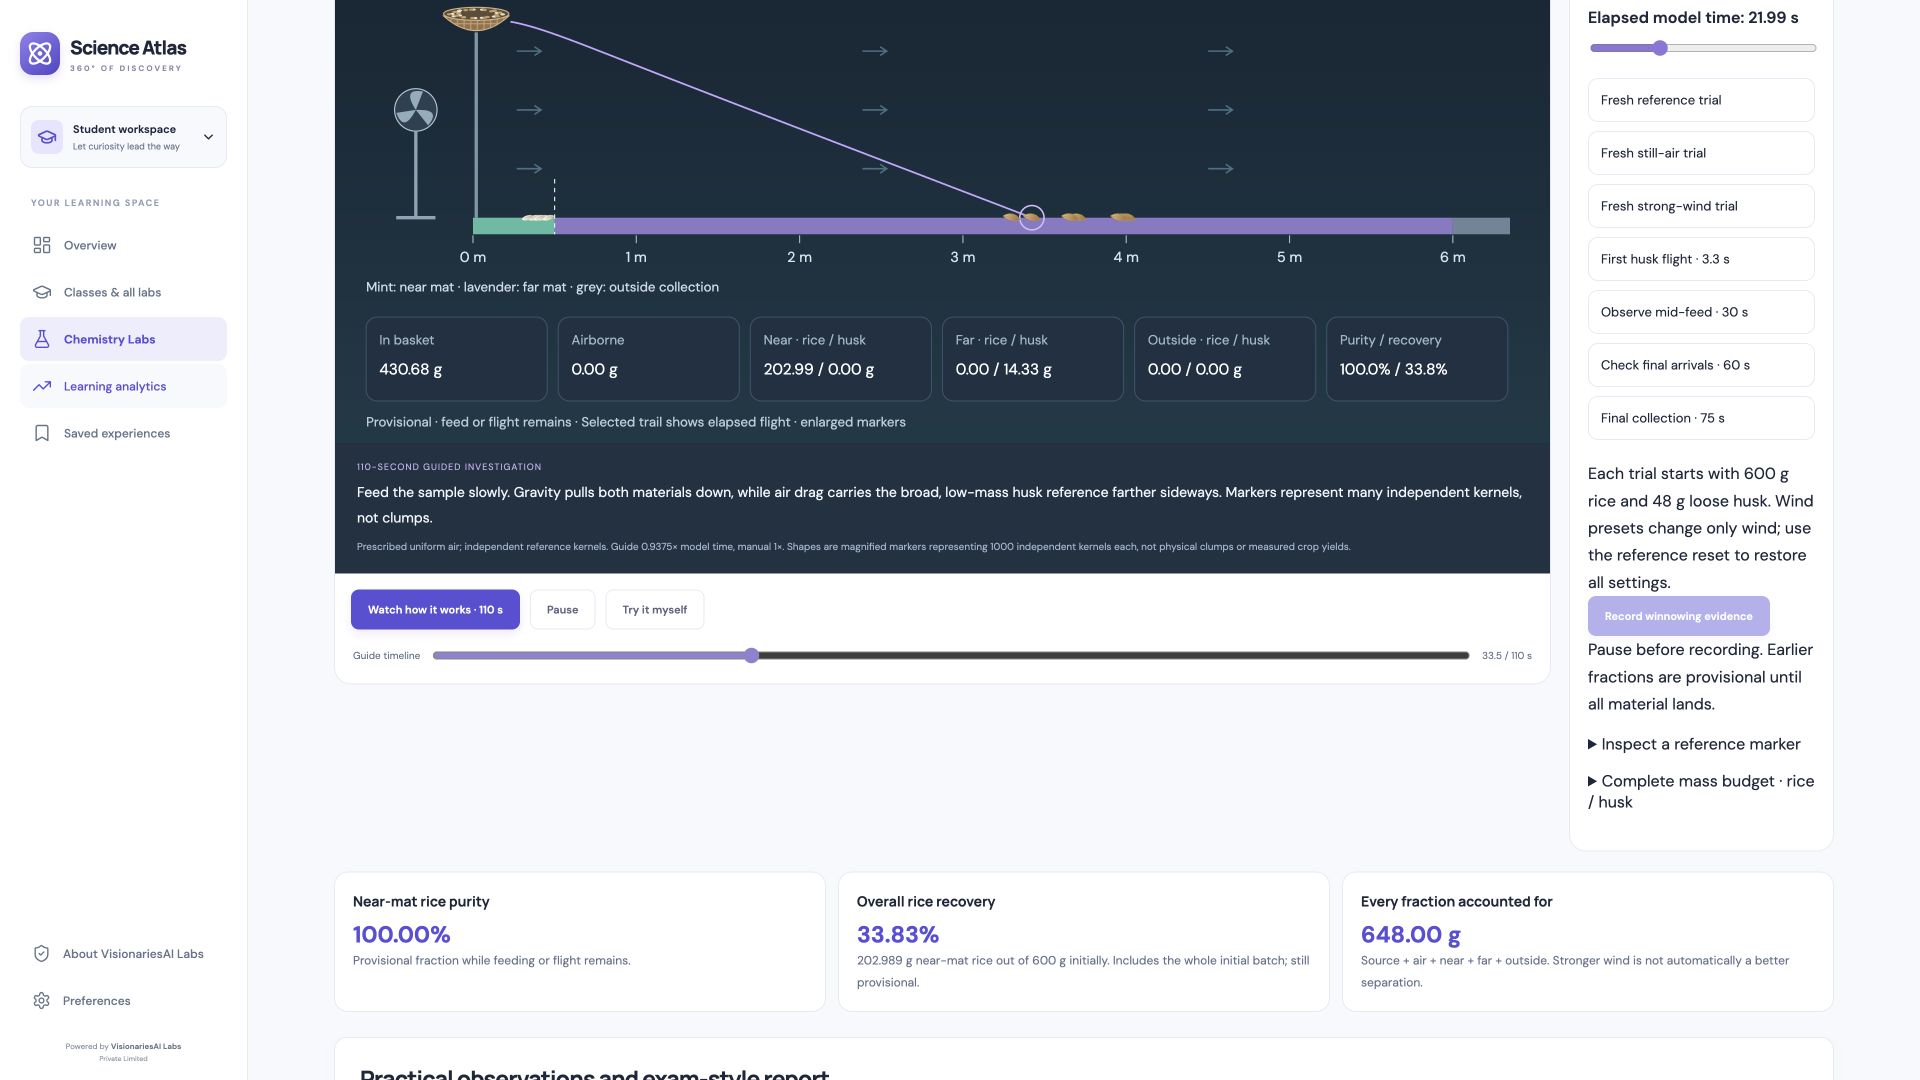 Science Atlas
360° OF DISCOVERY
Student workspace
Let curiosity lead the way
YOUR LEARNING SPACE
Overview
Classes & all labs
Chemistry Labs
Learning analytics
Saved experiences
About VisionariesAI Labs
Preferences
Powered by VisionariesAI Labs
Private Limited
0 m
1 m
2 m
3 m
4 m
5 m
6 m
Mint: near mat · lavender: far mat · grey: outside collection
In basket
430.68 g
Airborne
0.00 g
Near · rice / husk
202.99 / 0.00 g
Far · rice / husk
0.00 / 14.33 g
Outside · rice / husk
0.00 / 0.00 g
Purity / recovery
100.0% / 33.8%
Provisional · feed or flight remains · Selected trail shows elapsed flight · enlarged markers
110-SECOND GUIDED INVESTIGATION
Feed the sample slowly. Gravity pulls both materials down, while air drag carries the broad, low-mass husk reference farther sideways. Markers represent many independent kernels,
not clumps.
Prescribed uniform air; independent reference kernels. Guide 0.9375× model time, manual 1×. Shapes are magnified markers representing 1000 independent kernels each, not physical clumps or measured crop yields.
Watch how it works · 110 s
Pause
Try it myself
Guide timeline
33.5 / 110 s
Elapsed model time: 21.99 s
Fresh reference trial
Fresh still-air trial
Fresh strong-wind trial
First husk flight · 3.3 s
Observe mid-feed · 30 s
Check final arrivals · 60 s
Final collection · 75 s
Each trial starts with 600 g
rice and 48 g loose husk. Wind
presets change only wind; use
the reference reset to restore
all settings.
Record winnowing evidence
Pause before recording. Earlier
fractions are provisional until
all material lands.
▶ Inspect a reference marker
▶ Complete mass budget · rice
/ husk
Near-mat rice purity
100.00%
Provisional fraction while feeding or flight remains.
Overall rice recovery
33.83%
202.989 g near-mat rice out of 600 g initially. Includes the whole initial batch; still
provisional.
Every fraction accounted for
648.00 g
Source + air + near + far + outside. Stronger wind is not automatically a better
separation.
Practical observations and exam-style report